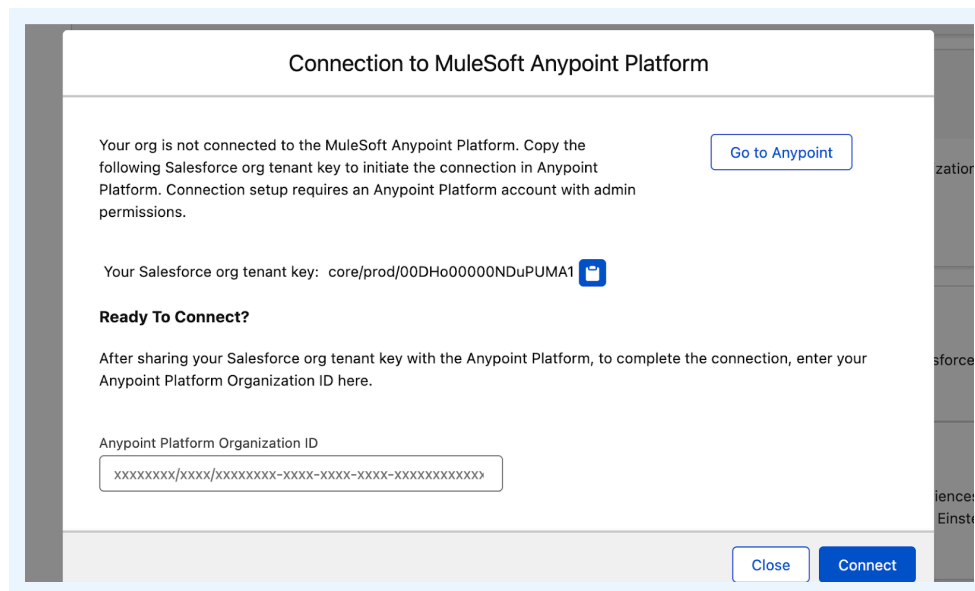 Connection to MuleSoft Anypoint Platform
Your org is not connected to the MuleSoft Anypoint Platform. Copy the
following Salesforce org tenant key to initiate the connection in Anypoint
Platform. Connection setup requires an Anypoint Platform account with admin
permissions.
Go to Anypoint
Your Salesforce org tenant key: core/prod/00DHo00000NDuPUMA1
Ready To Connect?
After sharing your Salesforce org tenant key with the Anypoint Platform, to complete the connection, enter your
Anypoint Platform Organization ID here.
Anypoint Platform Organization ID
xxxxxxxx/xxxx/xxxxxxxx-xxxx-xxxx-xxxx-xxxxxxxxxxxx
Close
Connect
zation
sforce
iences
Einste